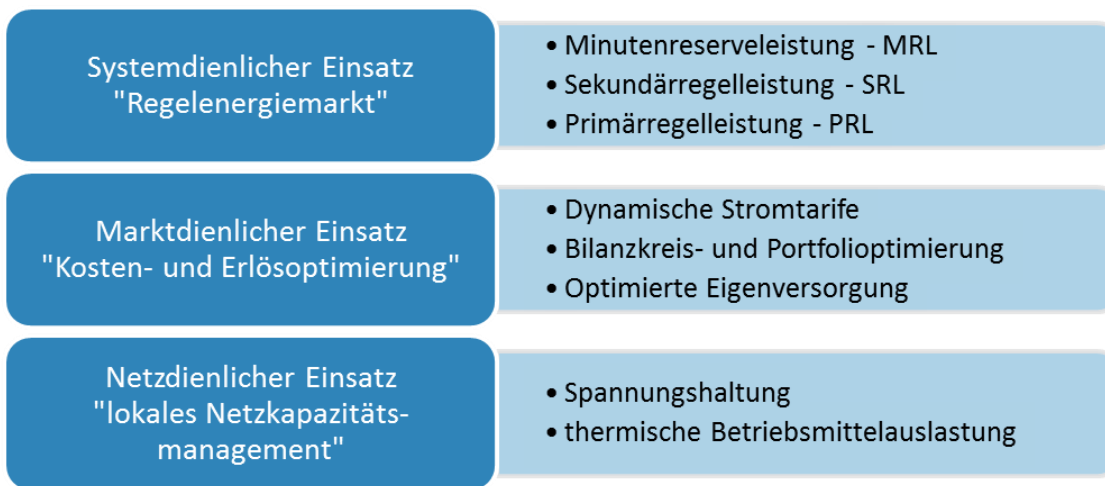 Systemdienlicher Einsatz
"Regelenergiemarkt"
• Minutenreserveleistung - MRL
• Sekundärregelleistung - SRL
• Primärregelleistung - PRL
Marktdienlicher Einsatz
"Kosten- und Erlösoptimierung"
• Dynamische Stromtarife
• Bilanzkreis- und Portfolioptimierung
• Optimierte Eigenversorgung
Netzdienlicher Einsatz
"lokales Netzkapazitäts-
management"
• Spannungshaltung
• thermische Betriebsmittelauslastung